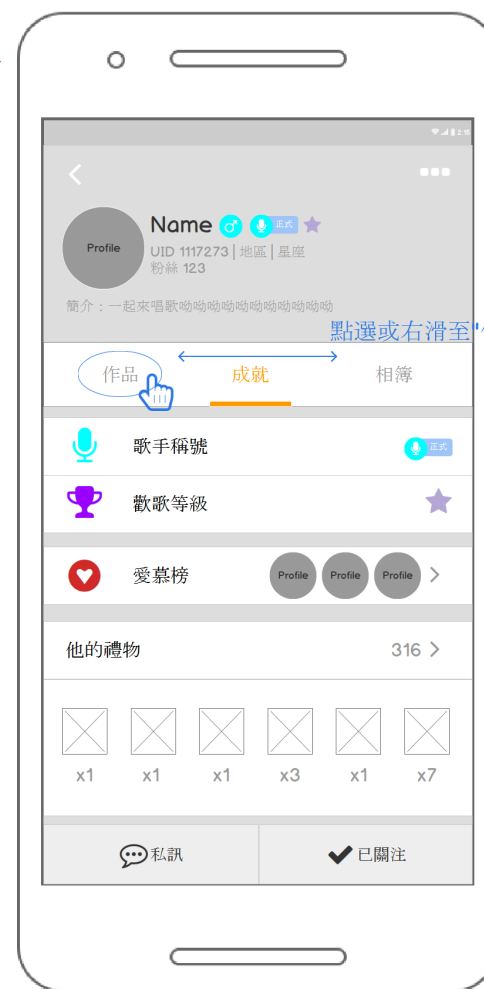 2:15
Profile
Name 正式
UID 1117273 | 地區 | 星座
粉絲 123
簡介：一起來唱歌呦呦呦呦呦呦呦呦呦呦呦
點選或右滑至"
作品 成就 相簿
歌手稱號 正式
歡歌等級
愛慕榜 Profile Profile Profile
他的禮物 316
x1 x1 x1 x3 x1 x7
私訊 已關注